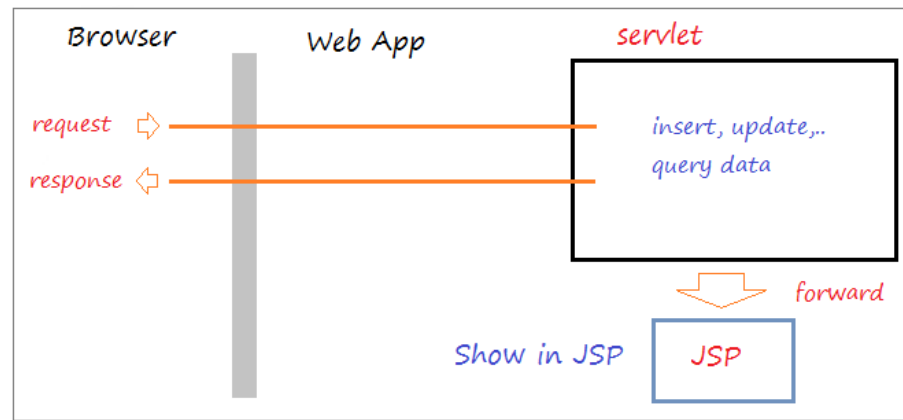 Browser
Web App
servlet
request
response
insert, update,..
query data
forward
Show in JSP
JSP